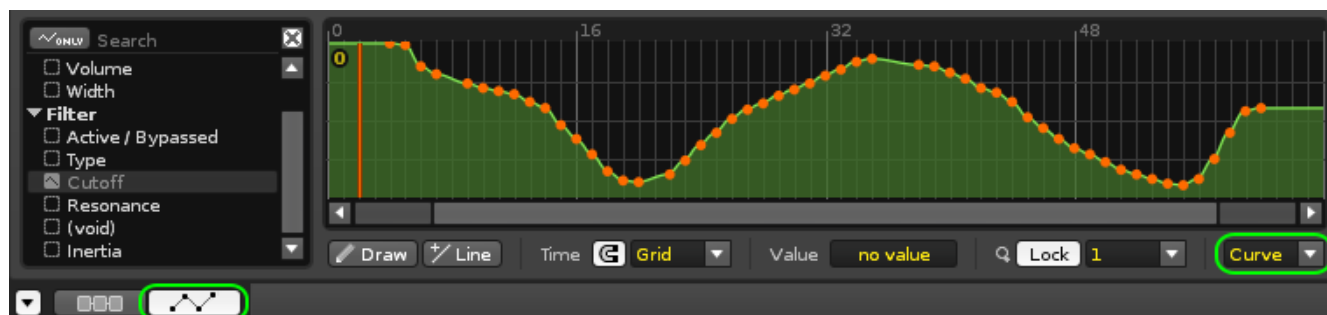 ONLY Search
Volume
Width
Filter
Active / Bypassed
Type
Cutoff
Resonance
(void)
Inertia
0 16 32 48
0
Draw Line Time Grid Value no value Lock 1 Curve